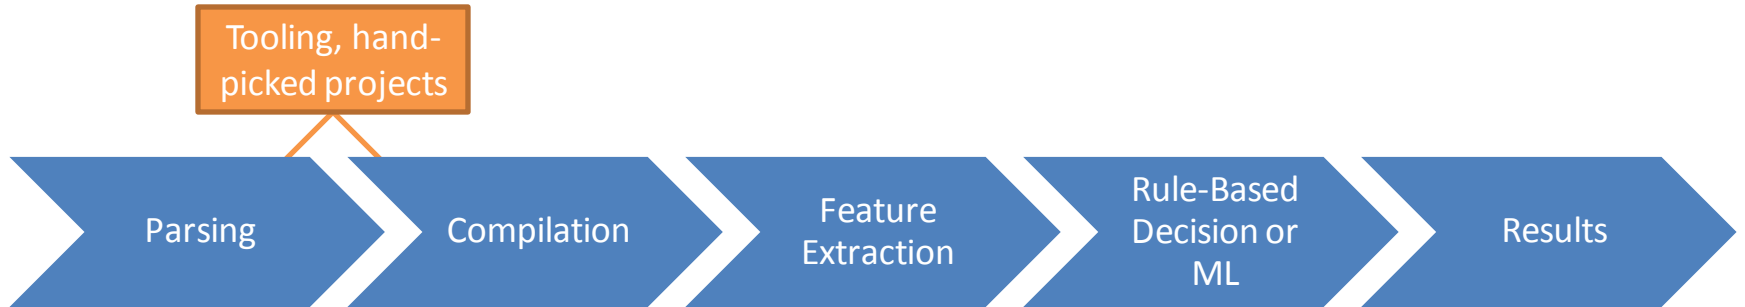 Tooling, hand-
picked projects
Parsing
Compilation
Feature
Extraction
Rule-Based
Decision or
ML
Results